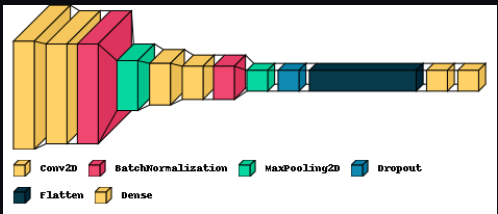 Conv2D BatchNormalization MaxPooling2D Dropout
Flatten Dense